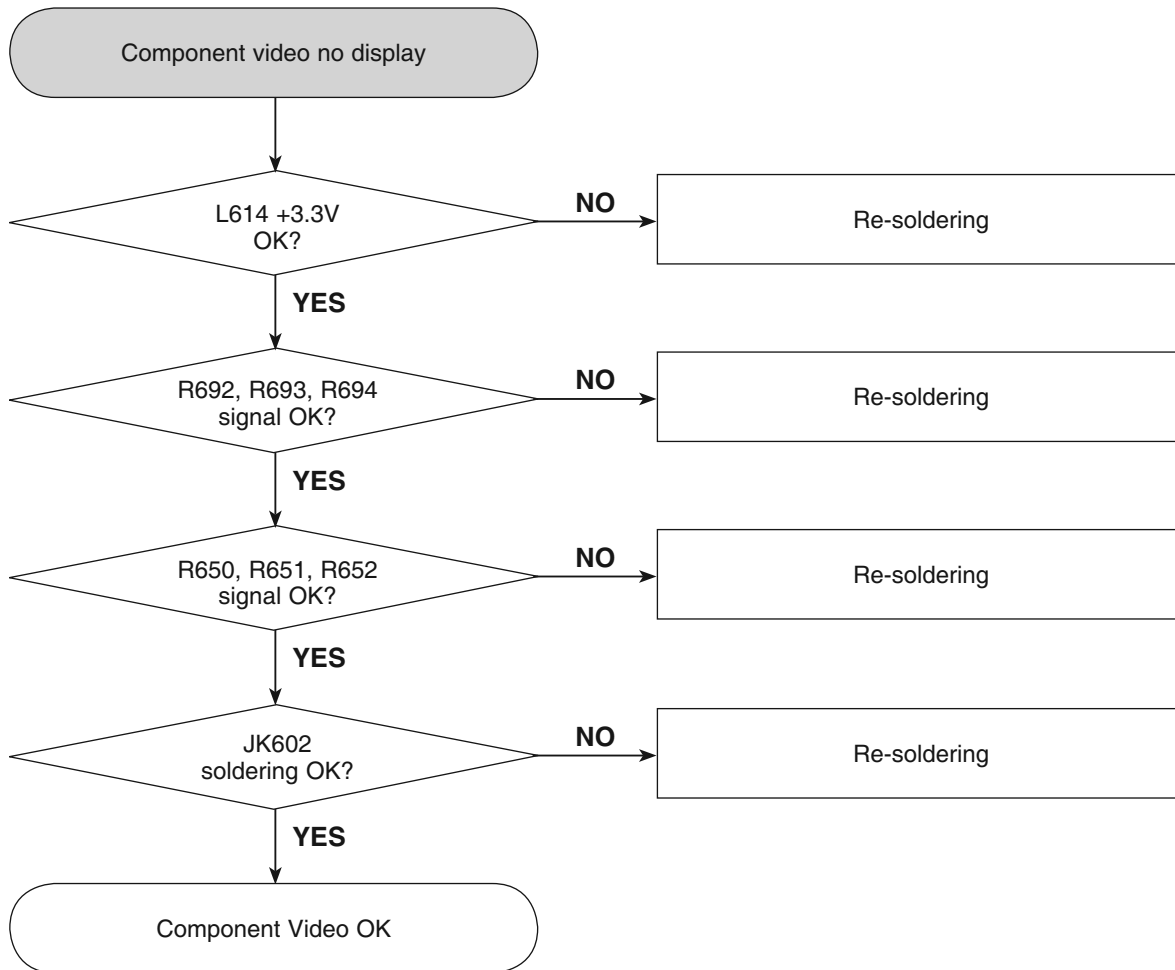 Component video no display
L614 +3.3V
OK?
NO
Re-soldering
YES
R692, R693, R694
signal OK?
NO
Re-soldering
YES
R650, R651, R652
signal OK?
NO
Re-soldering
YES
JK602
soldering OK?
NO
Re-soldering
YES
Component Video OK